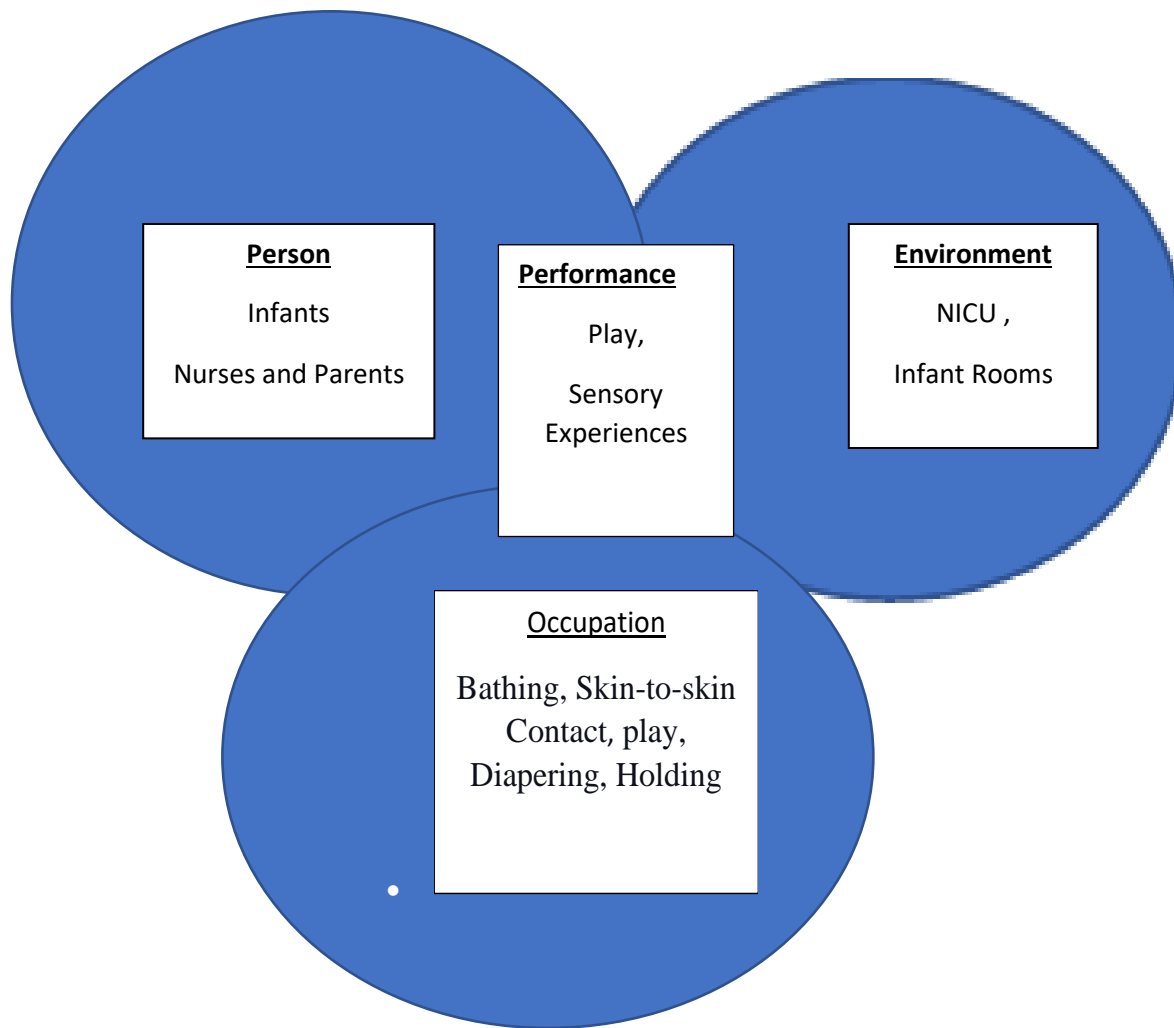 Person
Infants
Nurses and Parents
Performance
Play,
Sensory
Experiences
Environment
NICU ,
Infant Rooms
Occupation
Bathing, Skin-to-skin
Contact, play,
Diapering, Holding